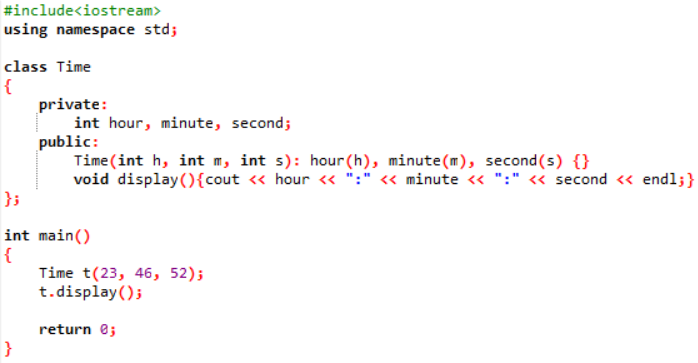 #include<iostream>
using namespace std;
class Time
{
private:
int hour, minute, second;
public:
Time(int h, int m, int s): hour(h), minute(m), second(s) {}
void display(){cout << hour << ":" << minute << ":" << second << endl;}
};
int main()
{
Time t(23, 46, 52);
t.display();
return 0;
}